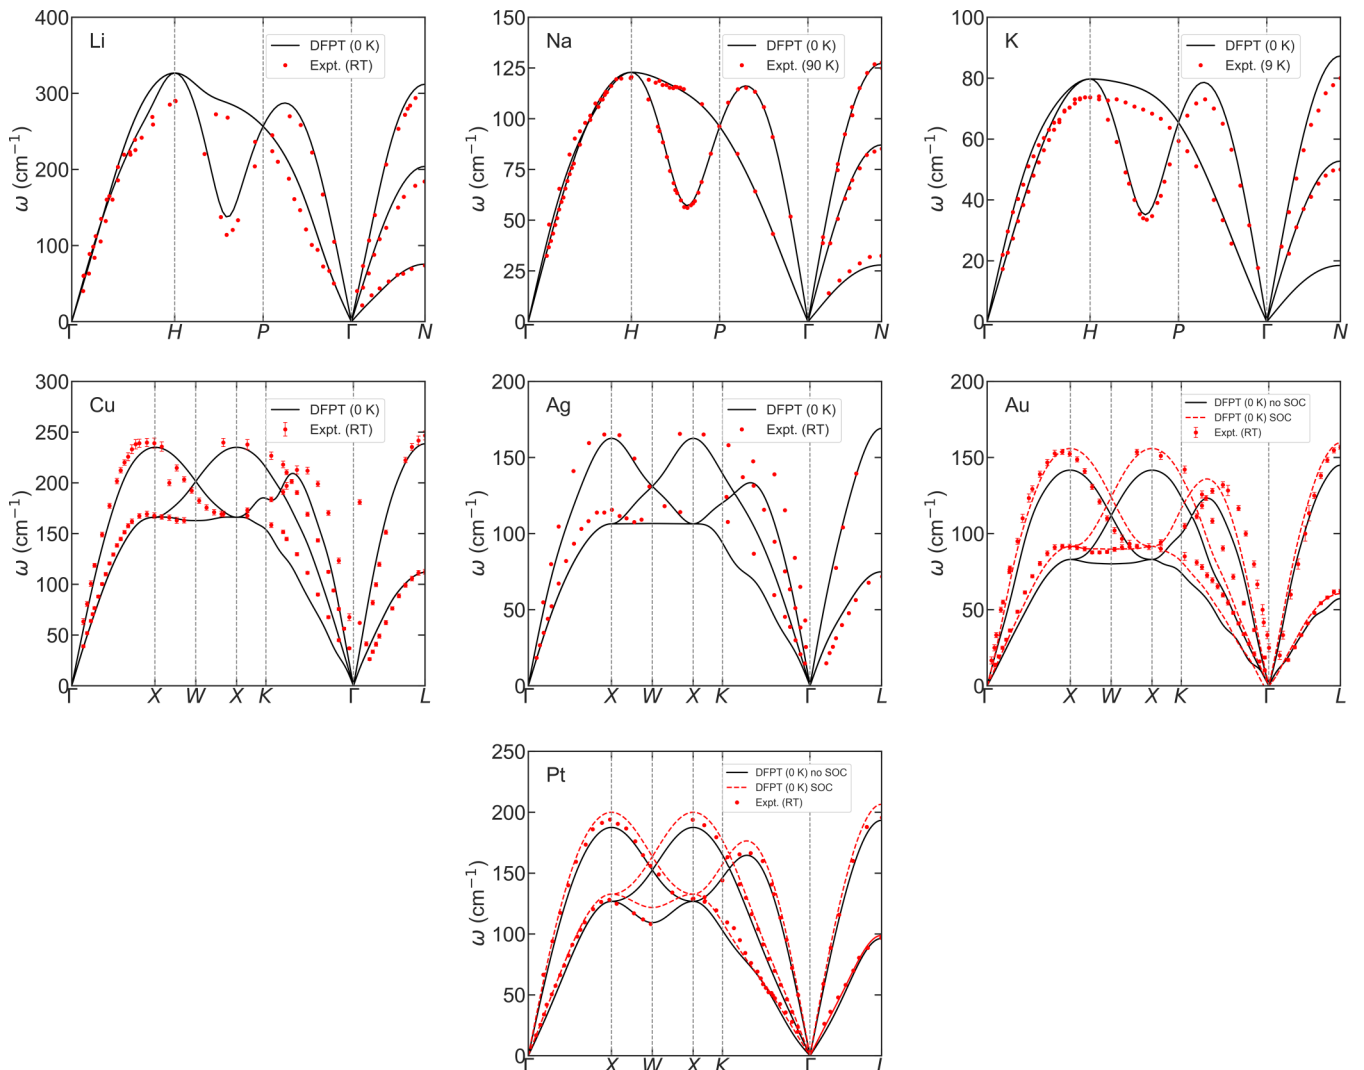 Li
DFPT (0 K)
Expt. (RT)
ω (cm⁻¹)
400
300
200
100
0
Γ H P Γ N
Na
DFPT (0 K)
Expt. (90 K)
ω (cm⁻¹)
150
125
100
75
50
25
0
Γ H P Γ N
K
DFPT (0 K)
Expt. (9 K)
ω (cm⁻¹)
100
80
60
40
20
0
Γ H P Γ N
Cu
DFPT (0 K)
Expt. (RT)
ω (cm⁻¹)
300
250
200
150
100
50
0
Γ X W X K Γ L
Ag
DFPT (0 K)
Expt. (RT)
ω (cm⁻¹)
200
150
100
50
0
Γ X W X K Γ L
Au
DFPT (0 K) no SOC
DFPT (0 K) SOC
Expt. (RT)
ω (cm⁻¹)
200
150
100
50
0
Γ X W X K Γ L
Pt
DFPT (0 K) no SOC
DFPT (0 K) SOC
Expt. (RT)
ω (cm⁻¹)
250
200
150
100
50
0
Γ X W X K Γ L